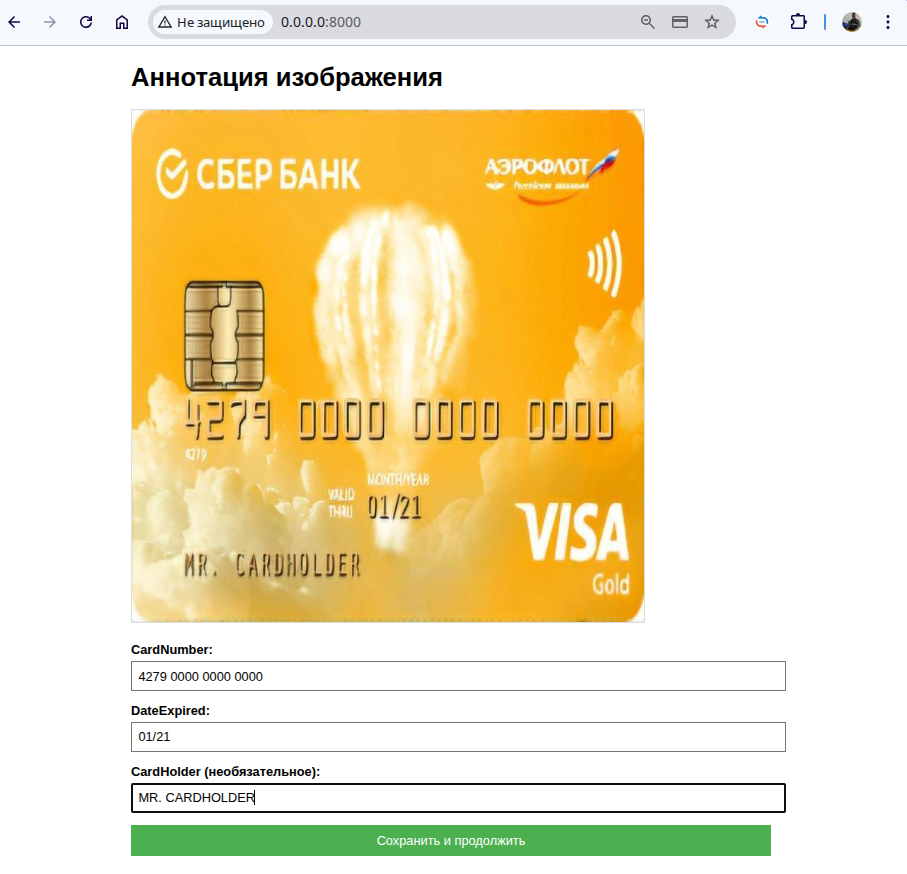 Не защищено
0.0.0.0:8000
Аннотация изображения
СБЕР БАНК
АЭРОФЛОТ
Российские авиалинии
4279 0000 0000 0000
4279
MONTH/YEAR
VALID
THRU
01/21
MR. CARDHOLDER
VISA
Gold
CardNumber:
4279 0000 0000 0000
DateExpired:
01/21
CardHolder (необязательное):
MR. CARDHOLDER
Сохранить и продолжить